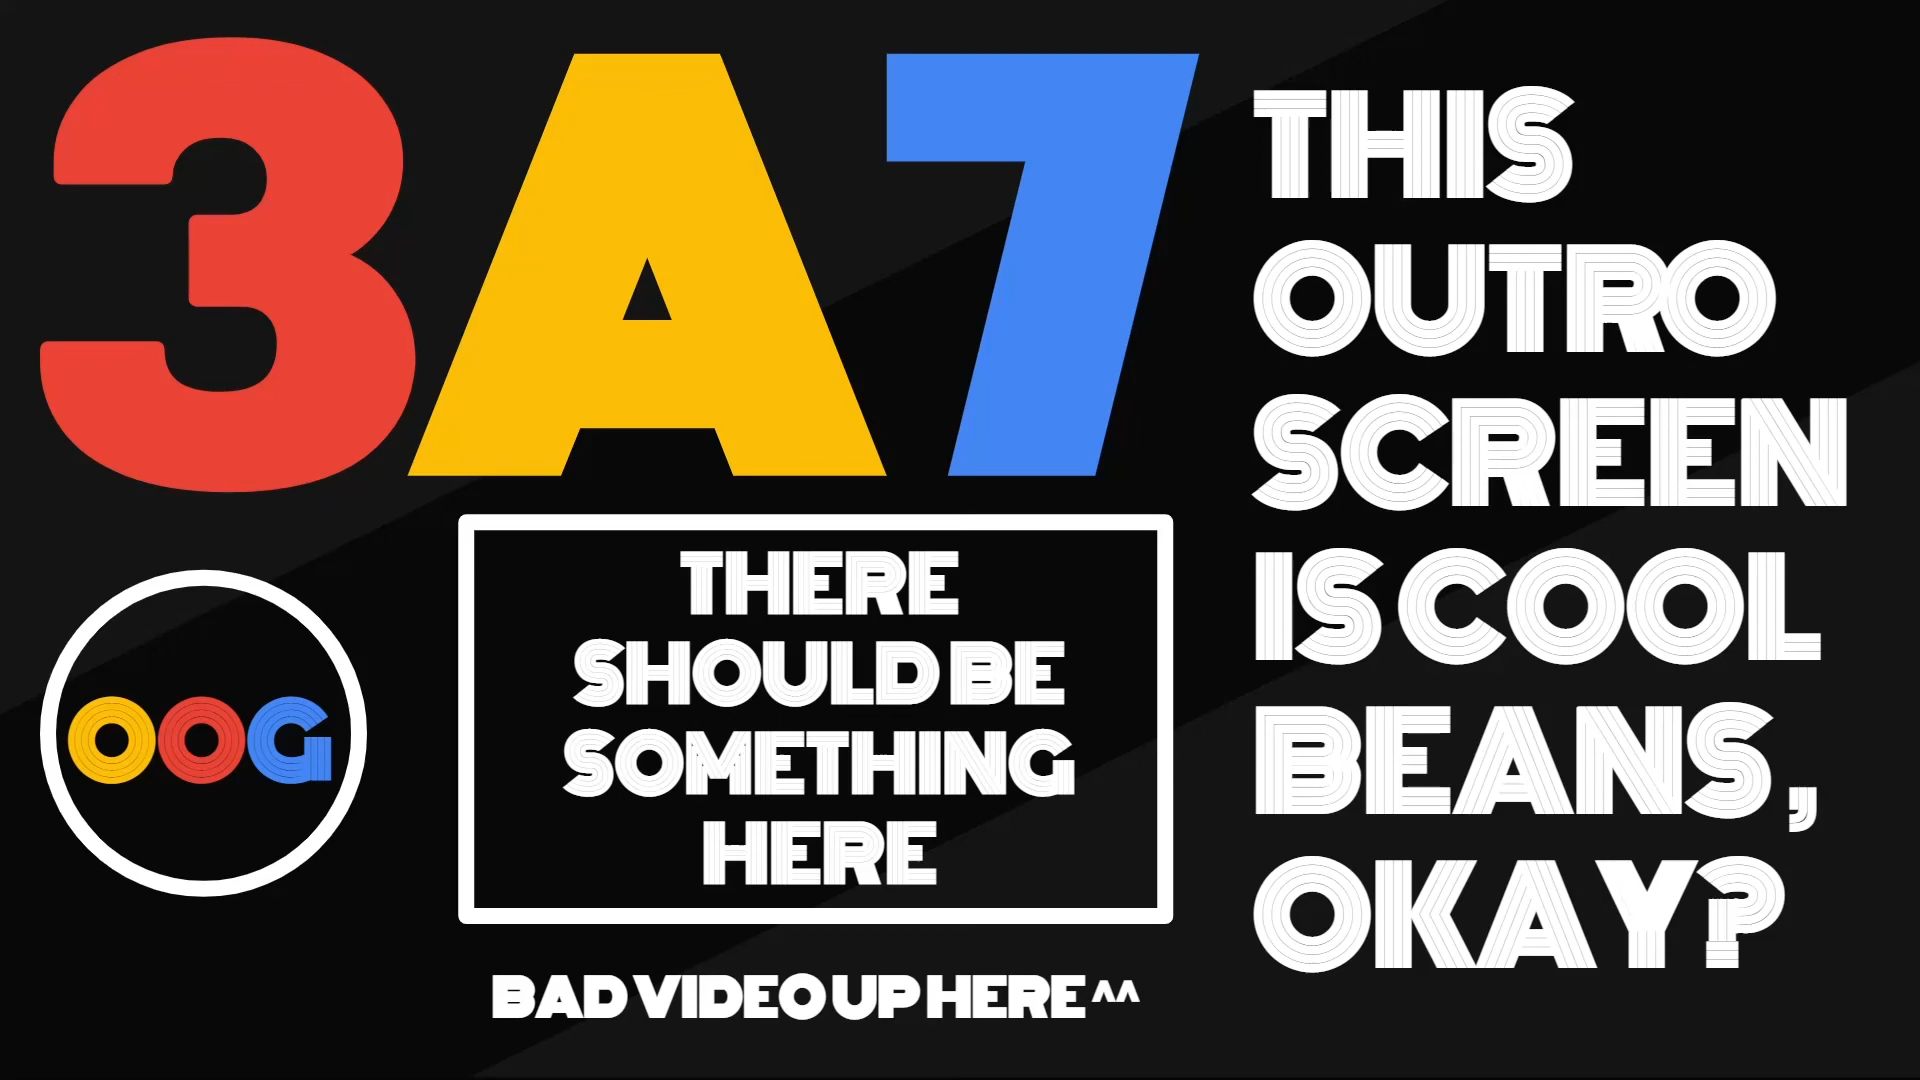 3A7
THIS
OUTRO
SCREEN
IS COOL
BEANS,
OKAY?
OOG
THERE
SHOULD BE
SOMETHING
HERE
BAD VIDEO UP HERE ^^